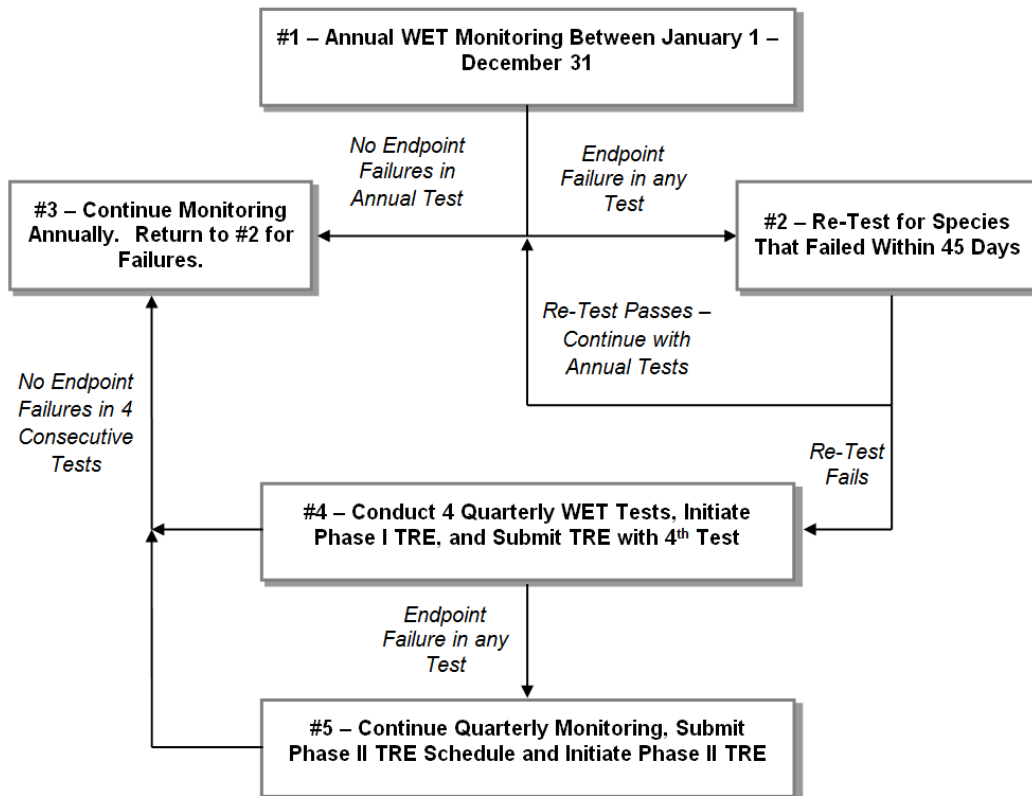 #1 – Annual WET Monitoring Between January 1 –
December 31
No Endpoint
Failures in
Annual Test
Endpoint
Failure in any
Test
#3 – Continue Monitoring
Annually. Return to #2 for
Failures.
#2 – Re-Test for Species
That Failed Within 45 Days
Re-Test Passes –
Continue with
Annual Tests
No Endpoint
Failures in 4
Consecutive
Tests
Re-Test
Fails
#4 – Conduct 4 Quarterly WET Tests, Initiate
Phase I TRE, and Submit TRE with 4th Test
Endpoint
Failure in any
Test
#5 – Continue Quarterly Monitoring, Submit
Phase II TRE Schedule and Initiate Phase II TRE